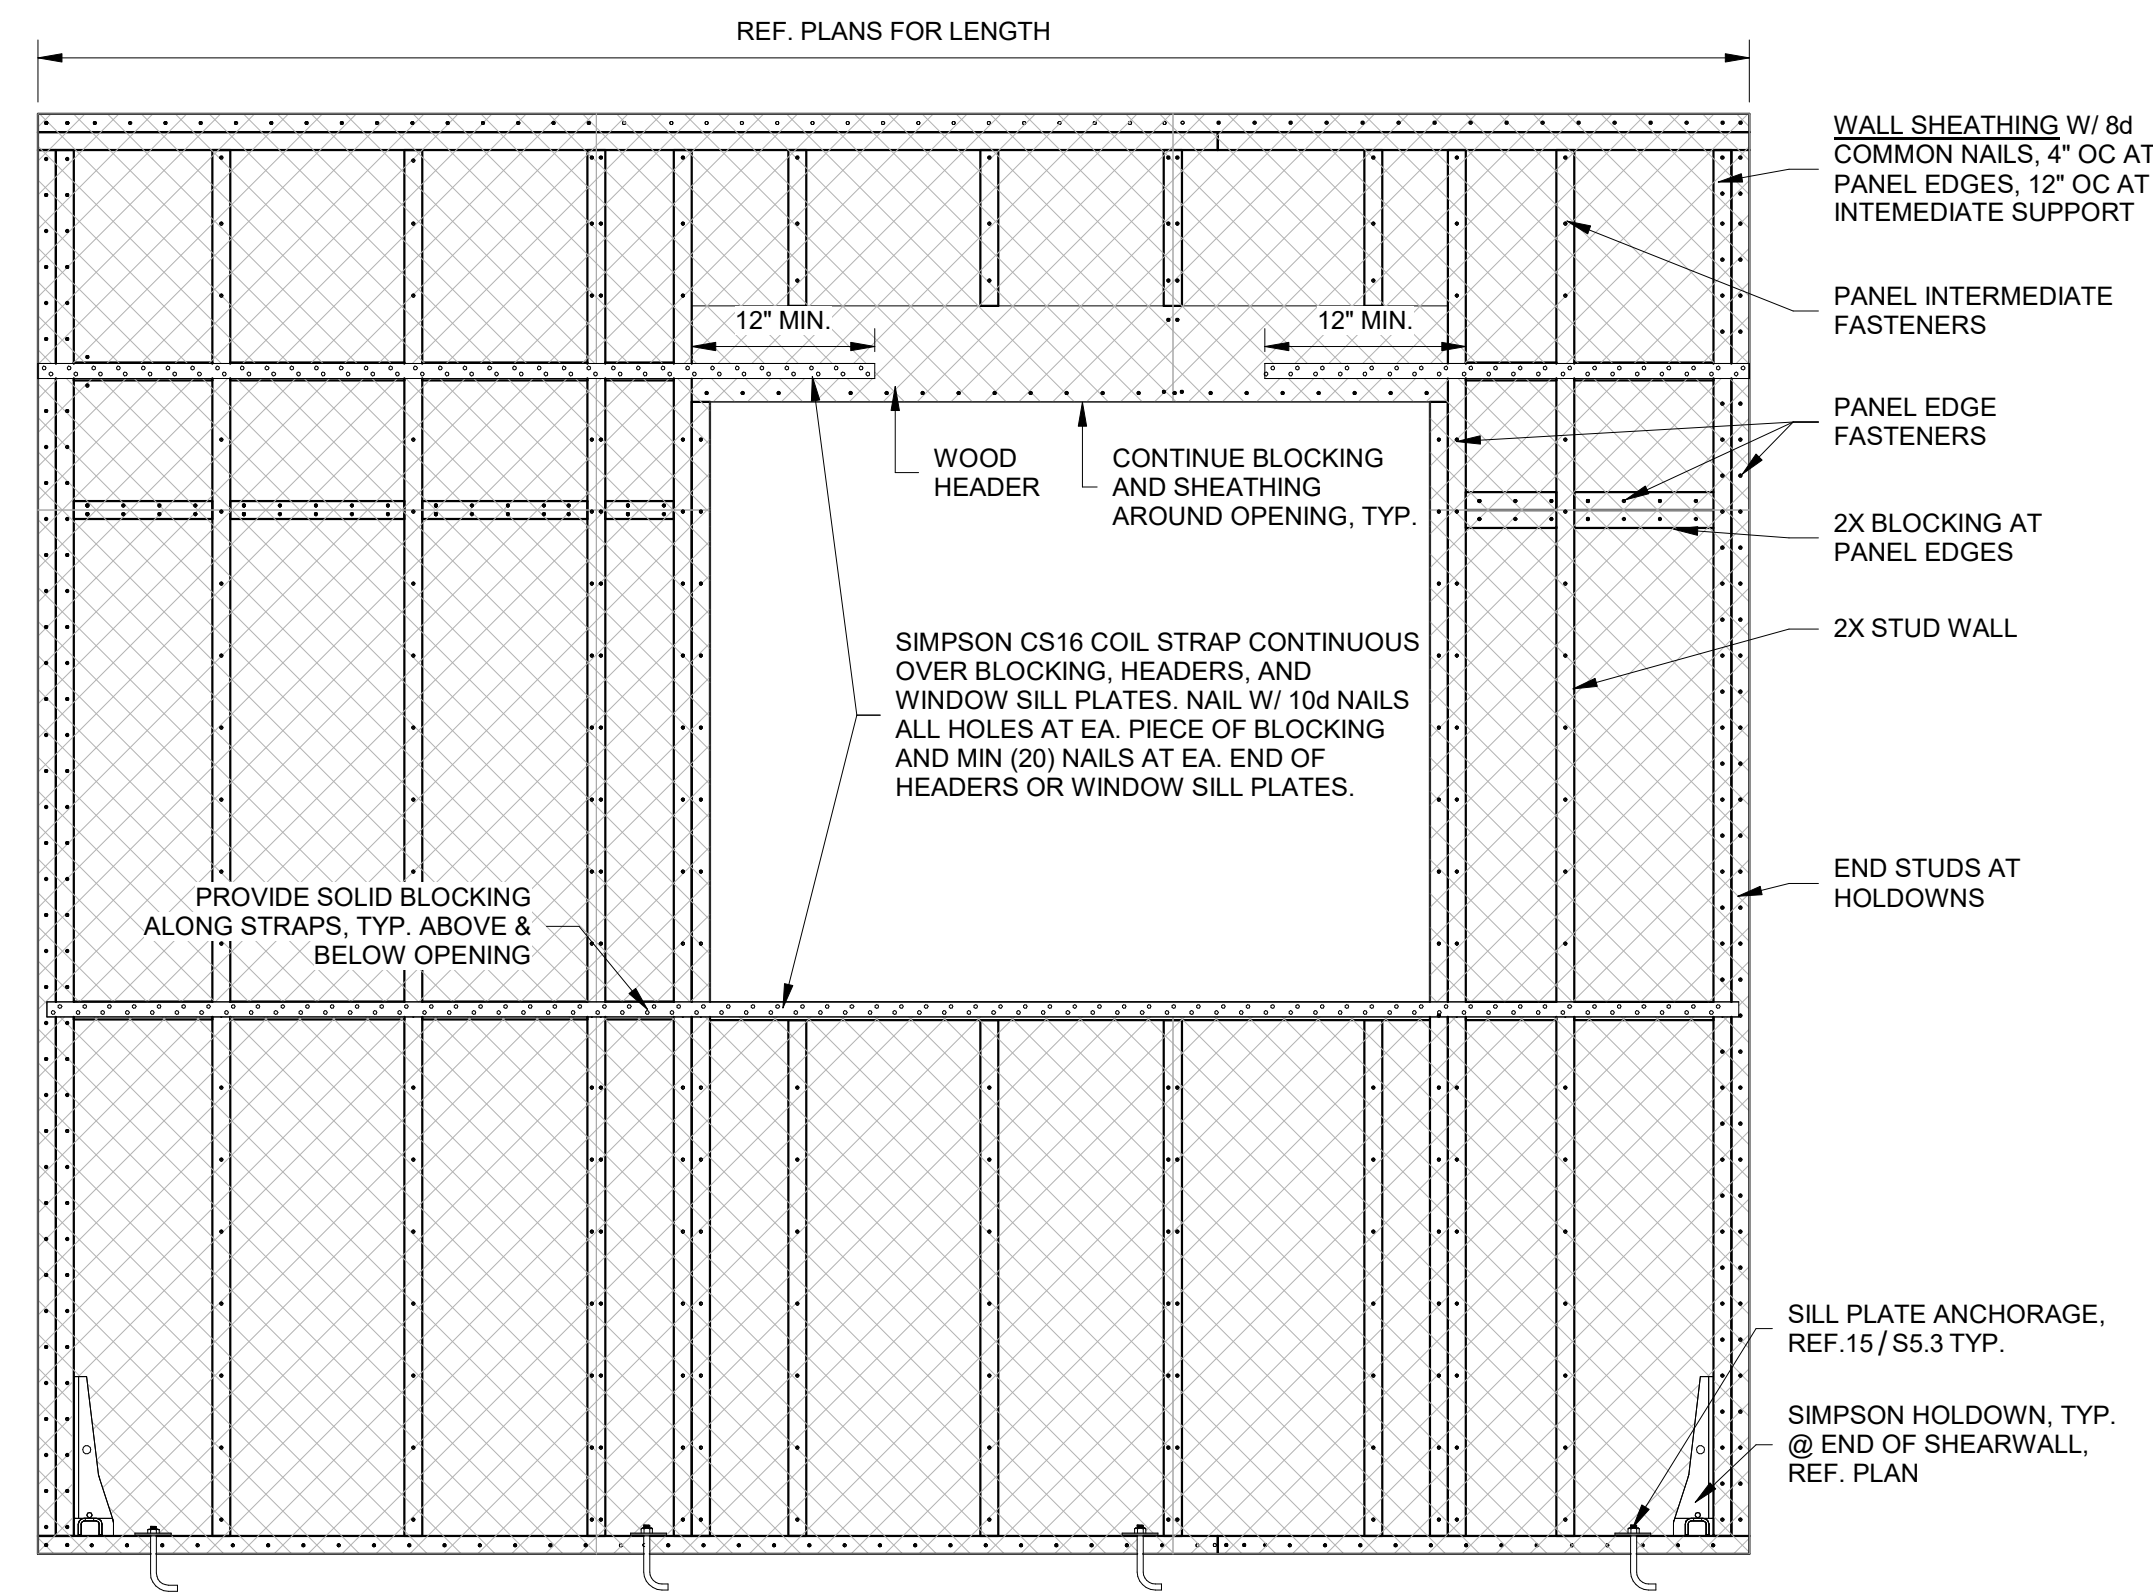 REF. PLANS FOR LENGTH
WALL SHEATHING W/ 8d
COMMON NAILS, 4" OC AT
PANEL EDGES, 12" OC AT
INTEMEDIATE SUPPORT
PANEL INTERMEDIATE
FASTENERS
12" MIN.
12" MIN.
PANEL EDGE
FASTENERS
WOOD
HEADER
CONTINUE BLOCKING
AND SHEATHING
AROUND OPENING, TYP.
2X BLOCKING AT
PANEL EDGES
2X STUD WALL
SIMPSON CS16 COIL STRAP CONTINUOUS
OVER BLOCKING, HEADERS, AND
WINDOW SILL PLATES. NAIL W/ 10d NAILS
ALL HOLES AT EA. PIECE OF BLOCKING
AND MIN (20) NAILS AT EA. END OF
HEADERS OR WINDOW SILL PLATES.
PROVIDE SOLID BLOCKING
ALONG STRAPS, TYP. ABOVE &
BELOW OPENING
END STUDS AT
HOLDOWNS
SILL PLATE ANCHORAGE,
REF.15/S5.3 TYP.
SIMPSON HOLDOWN, TYP.
@ END OF SHEARWALL,
REF. PLAN